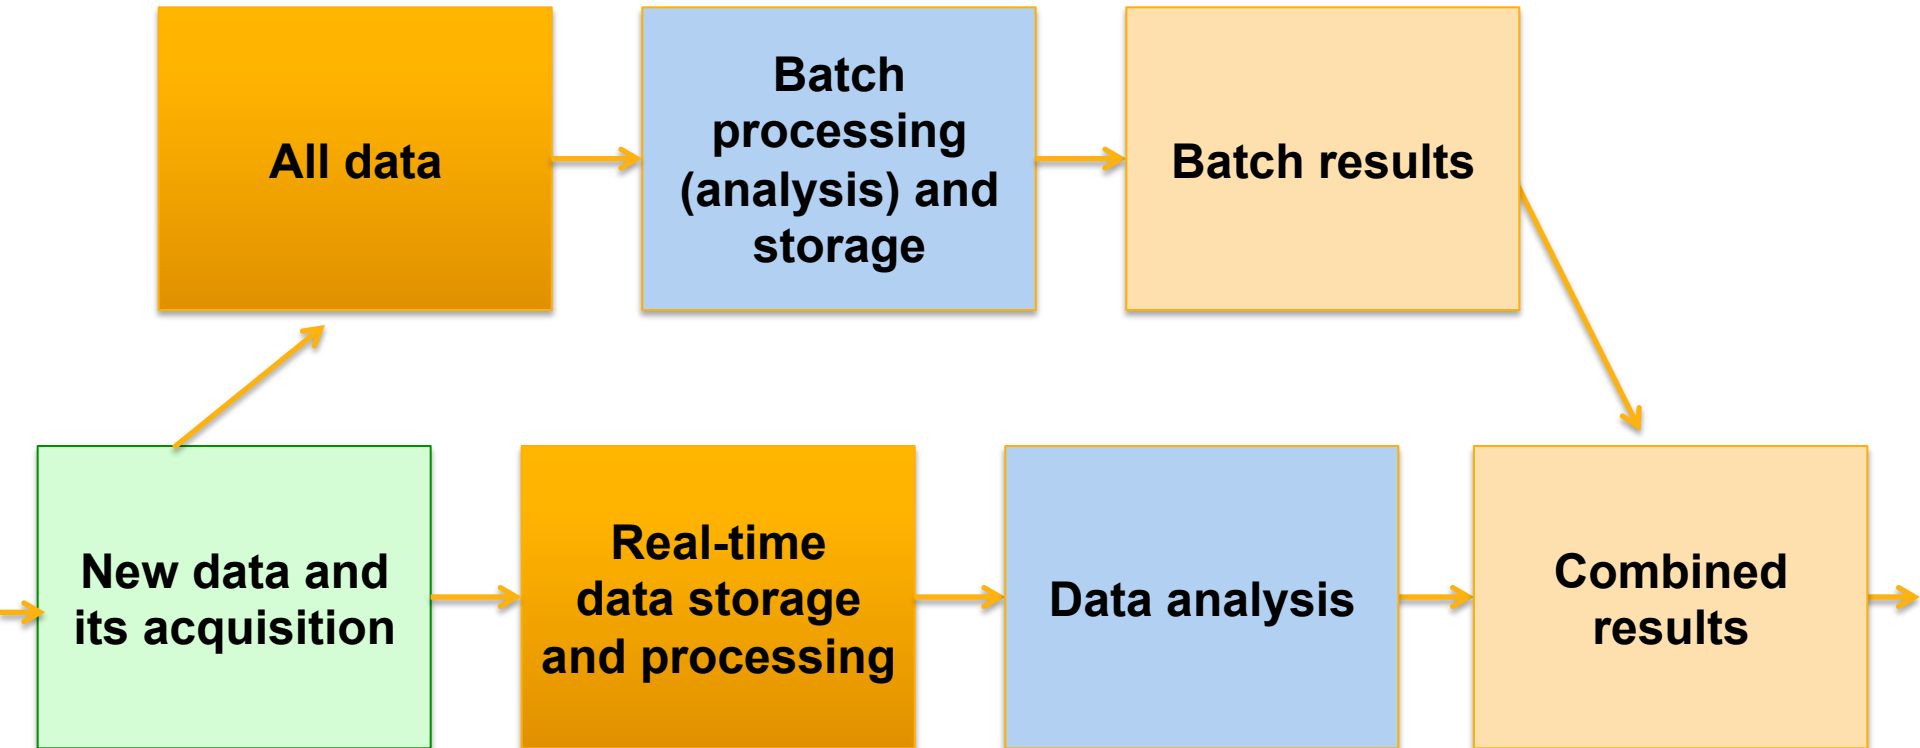 All data
Batch
processing
(analysis) and
storage
Batch results
New data and
its acquisition
Real-time
data storage
and processing
Data analysis
Combined
results